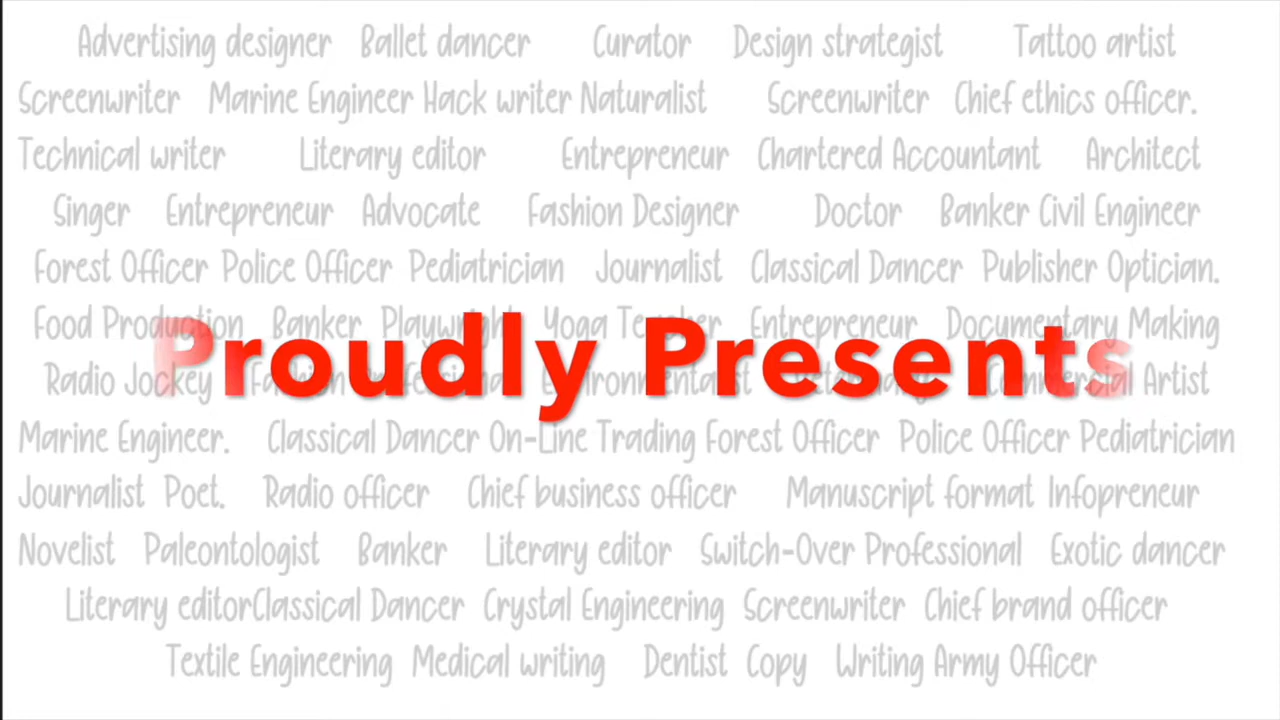 Advertising designer Ballet dancer Curator Design strategist Tattoo artist
Screenwriter Marine Engineer Hack writer Naturalist Screenwriter Chief ethics officer.
Technical writer Literary editor Entrepreneur Chartered Accountant Architect
Singer Entrepreneur Advocate Fashion Designer Doctor Banker Civil Engineer
Forest Officer Police Officer Pediatrician Journalist Classical Dancer Publisher Optician.
Food Production Banker Playwright Yoga Teacher Entrepreneur Documentary Making
Proudly Presents
Radio Jockey Fashion Professional Environmentalist Commercial Artist
Marine Engineer. Classical Dancer On-Line Trading Forest Officer Police Officer Pediatrician
Journalist Poet. Radio officer Chief business officer Manuscript format Infopreneur
Novelist Paleontologist Banker Literary editor Switch-Over Professional Exotic dancer
Literary editorClassical Dancer Crystal Engineering Screenwriter Chief brand officer
Textile Engineering Medical writing Dentist Copy Writing Army Officer